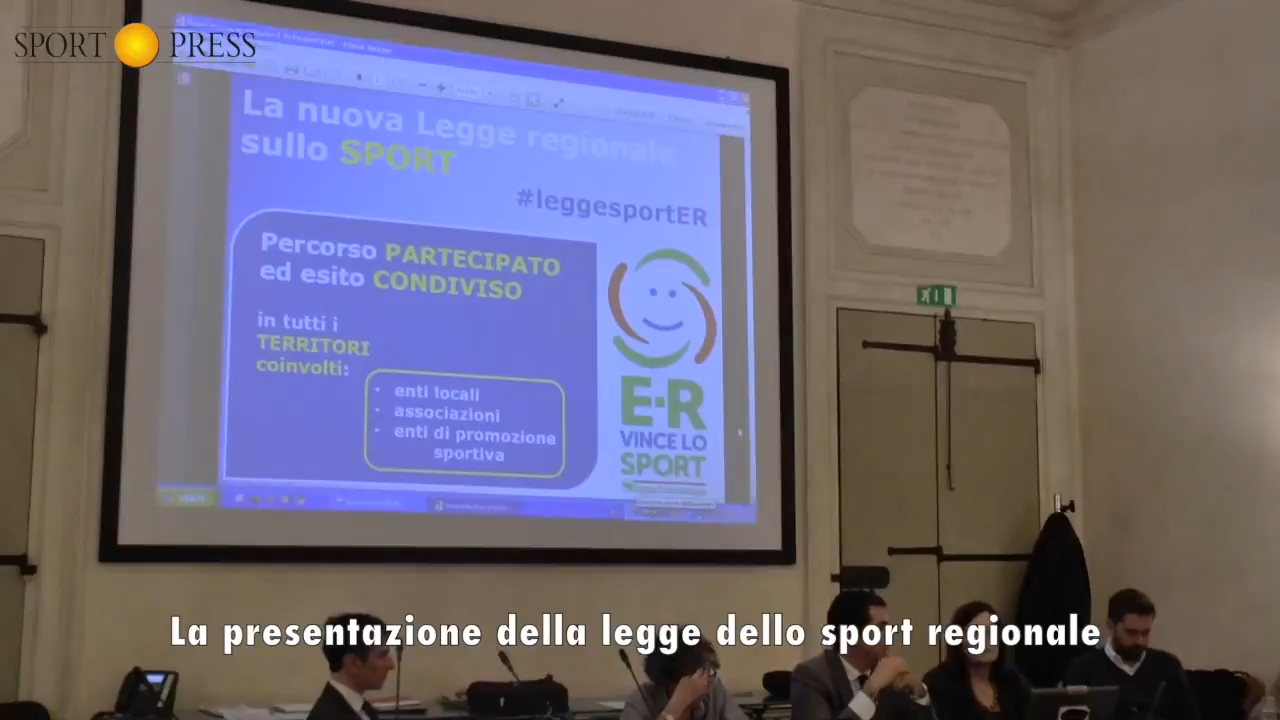 SPORT PRESS
La nuova Legge regionale
sullo SPORT
#leggesportER
Percorso PARTECIPATO
ed esito CONDIVISO
in tutti i
TERRITORI
coinvolti:
• enti locali
• associazioni
• enti di promozione
sportiva
E-R
VINCE LO
SPORT
La presentazione della legge dello sport regionale